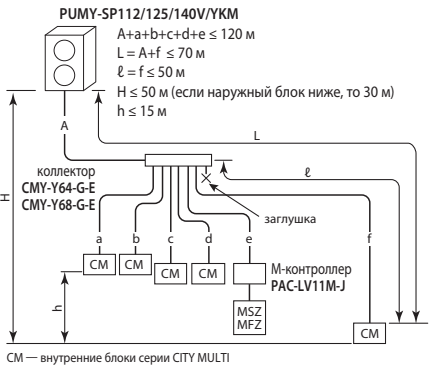 PUMY-SP112/125/140V/YKM
A+a+b+c+d+e ≤ 120 м
L = A+f ≤ 70 м
ℓ = f ≤ 50 м
H ≤ 50 м (если наружный блок ниже, то 30 м)
h ≤ 15 м
A
L
H
коллектор
CMY-Y64-G-E
CMY-Y68-G-E
ℓ
заглушка
a b c d e f
CM CM CM CM
М-контроллер
PAC-LV11M-J
h
MSZ
MFZ
CM
CM — внутренние блоки серии CITY MULTI